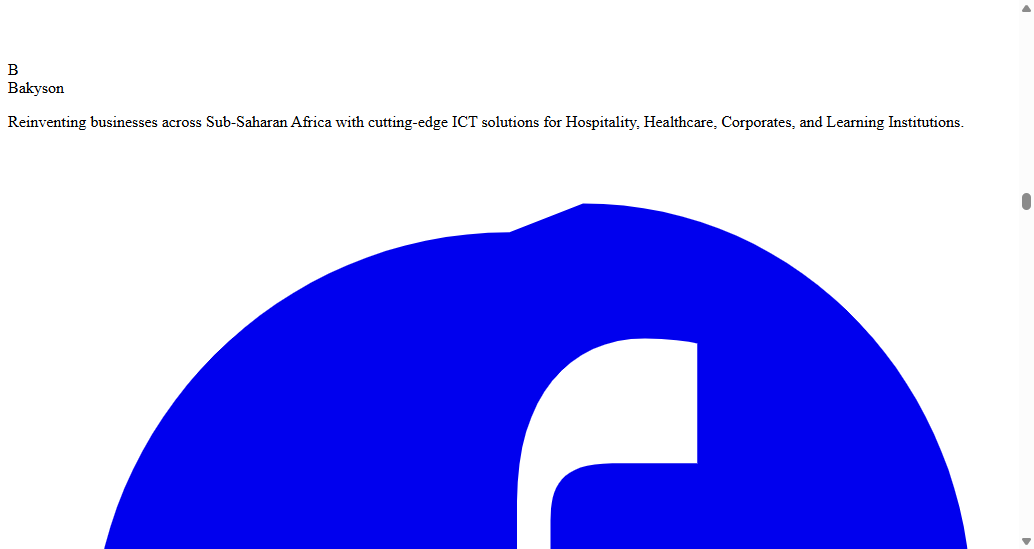 B
Bakyson
Reinventing businesses across Sub-Saharan Africa with cutting-edge ICT solutions for Hospitality, Healthcare, Corporates, and Learning Institutions.